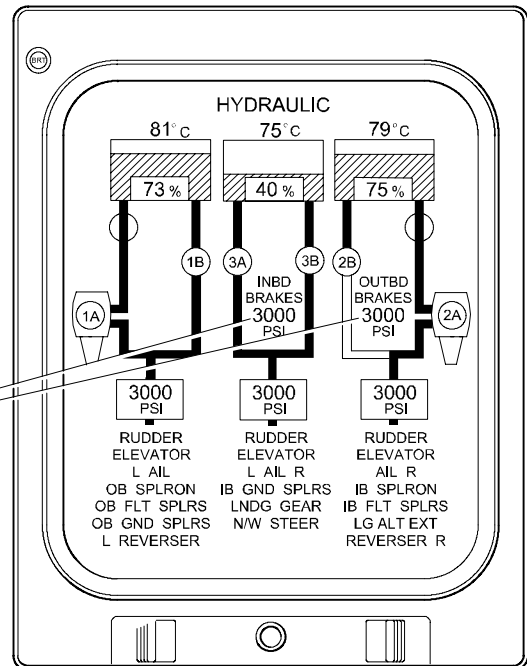 BRT
HYDRAULIC
81°C 75°C 79°C
73 % 40 % 75 %
1B 3A 3B 2B
INBD
BRAKES
3000
PSI
OUTBD
BRAKES
3000
PSI
1A 2A
3000
PSI
RUDDER
ELEVATOR
L AIL
OB SPLRON
OB FLT SPLRS
OB GND SPLRS
L REVERSER
3000
PSI
RUDDER
ELEVATOR
L AIL R
IB GND SPLRS
LNDG GEAR
N/W STEER
3000
PSI
RUDDER
ELEVATOR
AIL R
IB SPLRON
IB FLT SPLRS
LG ALT EXT
REVERSER R